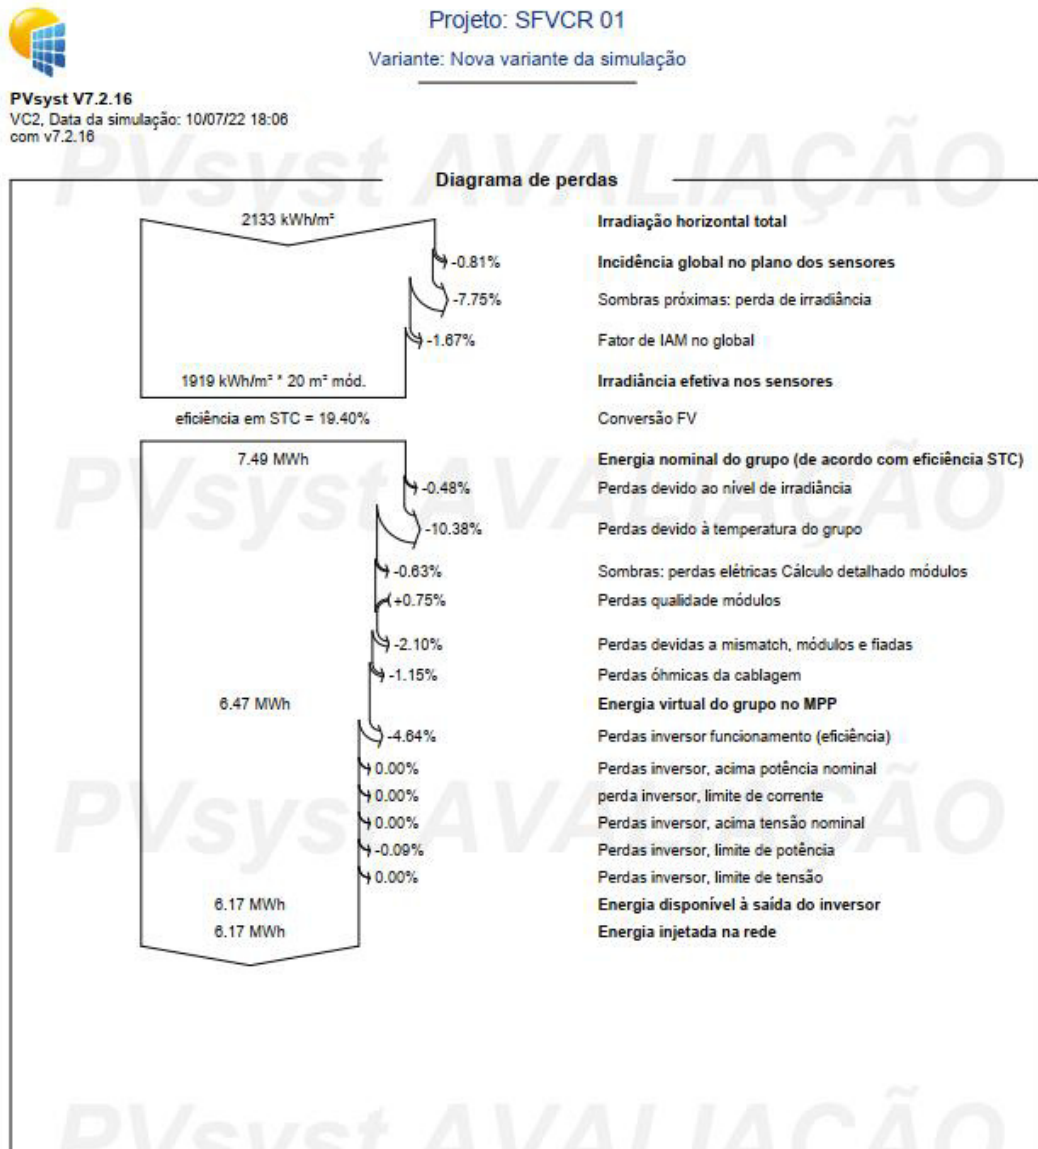 Projeto: SFVCR 01
Variante: Nova variante da simulação
PVsyst V7.2.16
VC2, Data da simulação: 10/07/22 18:06
com v7.2.16
PVsyst AVALIAÇÃO
Diagrama de perdas
2133 kWh/m² Irradiação horizontal total
-0.81% Incidência global no plano dos sensores
-7.75% Sombras próximas: perda de irradiância
-1.67% Fator de IAM no global
1919 kWh/m² * 20 m² mód. Irradiância efetiva nos sensores
eficiência em STC = 19.40% Conversão FV
7.49 MWh Energia nominal do grupo (de acordo com eficiência STC)
-0.48% Perdas devido ao nível de irradiância
PVsyst AVALIAÇÃO
-10.38% Perdas devido à temperatura do grupo
-0.63% Sombras: perdas elétricas Cálculo detalhado módulos
+0.75% Perdas qualidade módulos
-2.10% Perdas devidas a mismatch, módulos e fiadas
-1.15% Perdas óhmicas da cablagem
6.47 MWh Energia virtual do grupo no MPP
-4.64% Perdas inversor funcionamento (eficiência)
0.00% Perdas inversor, acima potência nominal
0.00% perda inversor, limite de corrente
PVsyst AVALIAÇÃO
0.00% Perdas inversor, acima tensão nominal
-0.09% Perdas inversor, limite de potência
0.00% Perdas inversor, limite de tensão
6.17 MWh Energia disponível à saída do inversor
6.17 MWh Energia injetada na rede
PVsyst AVALIAÇÃO